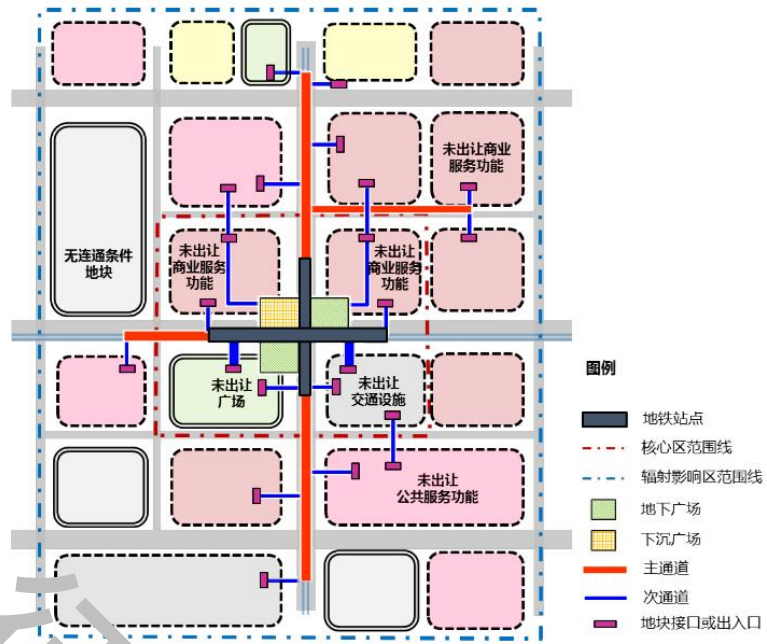 未出让商业
服务功能
无连通条件
地块
未出让
商业服务
功能
未出让
商业服务
功能
未出让
广场
未出让
交通设施
未出让
公共服务功能
图例
地铁站点
核心区范围线
辐射影响区范围线
地下广场
下沉广场
主通道
次通道
地块接口或出入口